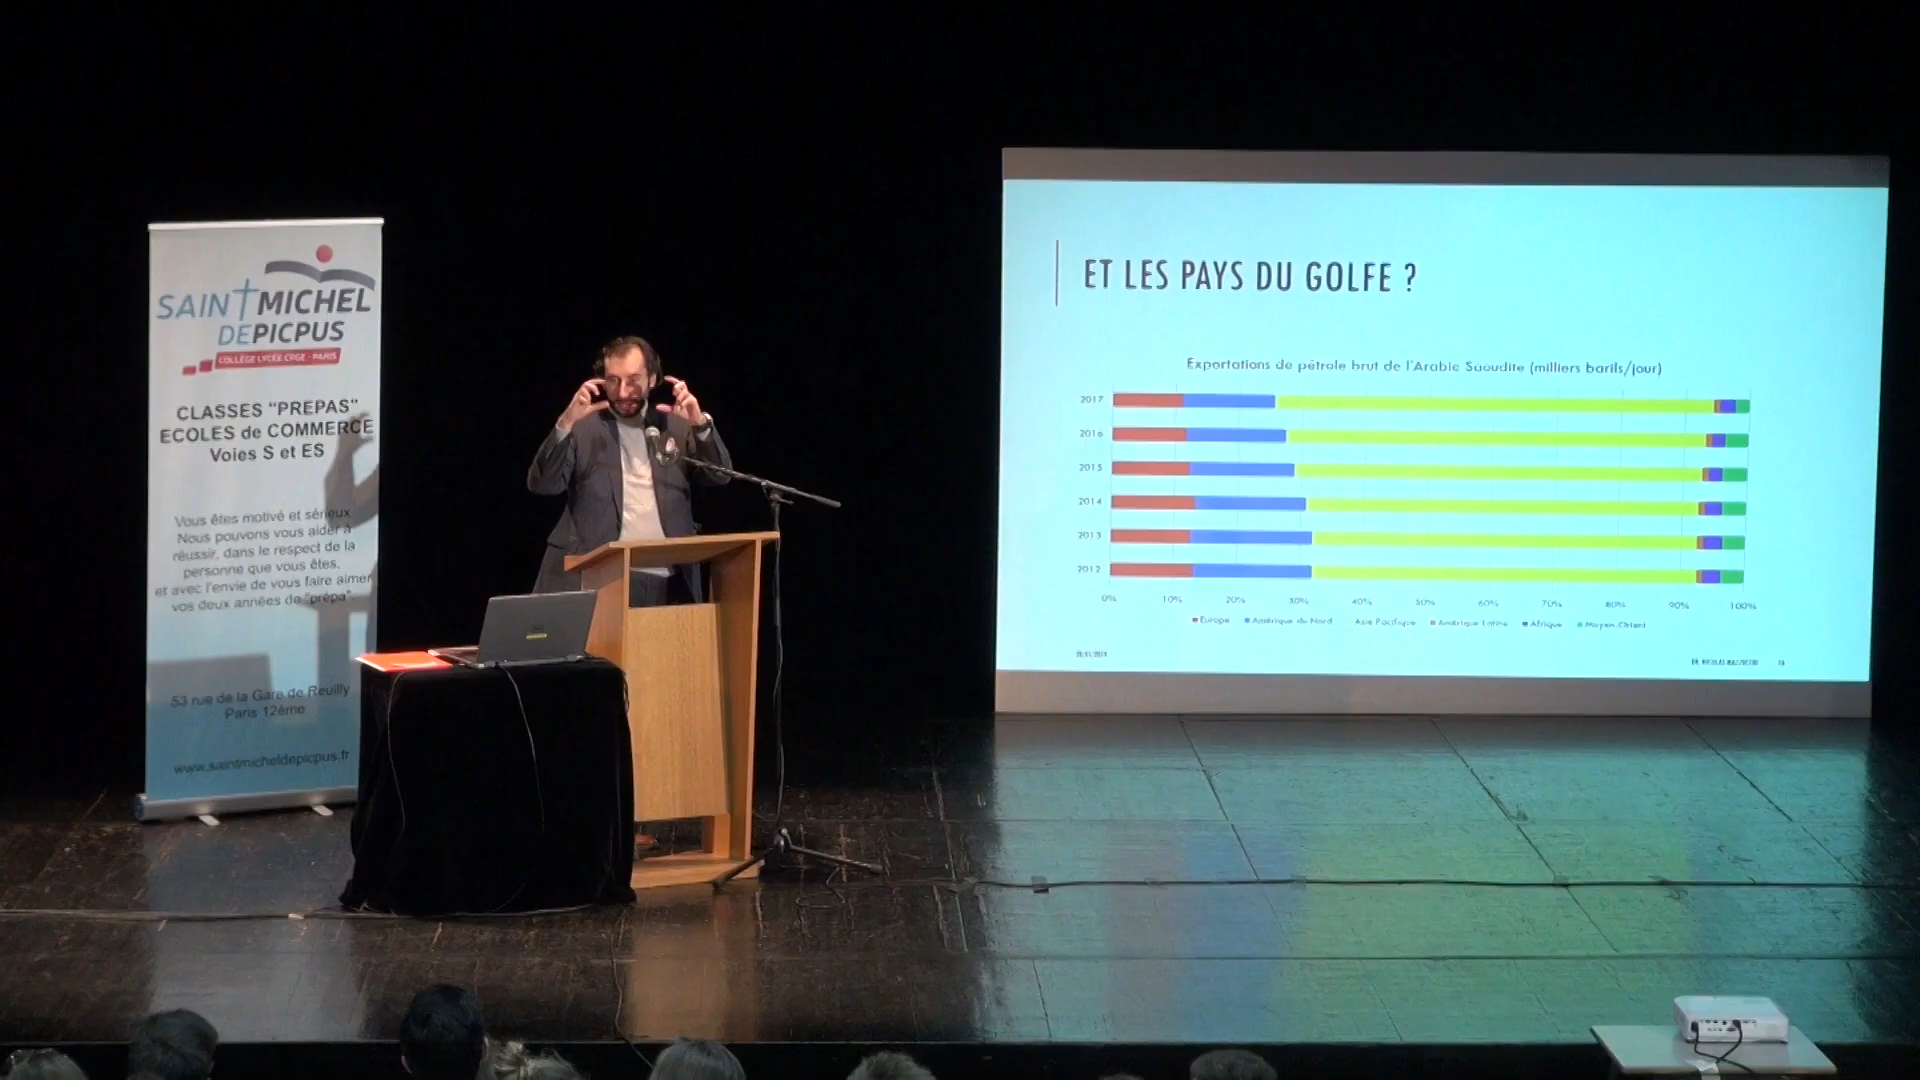 SAINT MICHEL
DE PICPUS
COLLEGE LYCÉE CPGE - PARIS
CLASSES "PREPAS"
ECOLES de COMMERCE
Voies S et ES
Vous êtes motivé et sérieux
Nous pouvons vous aider à
réussir, dans le respect de la
personne que vous êtes,
et avec l'envie de vous faire aimer
vos deux années de "prépa".
53 rue de la Gare de Reuilly
Paris 12ème
www.saintmicheldepicpus.fr
ET LES PAYS DU GOLFE ?
Exportations de pétrole brut de l'Arabie Saoudite (milliers barils/jour)
2017
2016
2015
2014
2013
2012
0% 10% 20% 30% 40% 50% 60% 70% 80% 90% 100%
Europe Amérique du Nord Asie Pacifique Amérique Latine Afrique Moyen-Orient